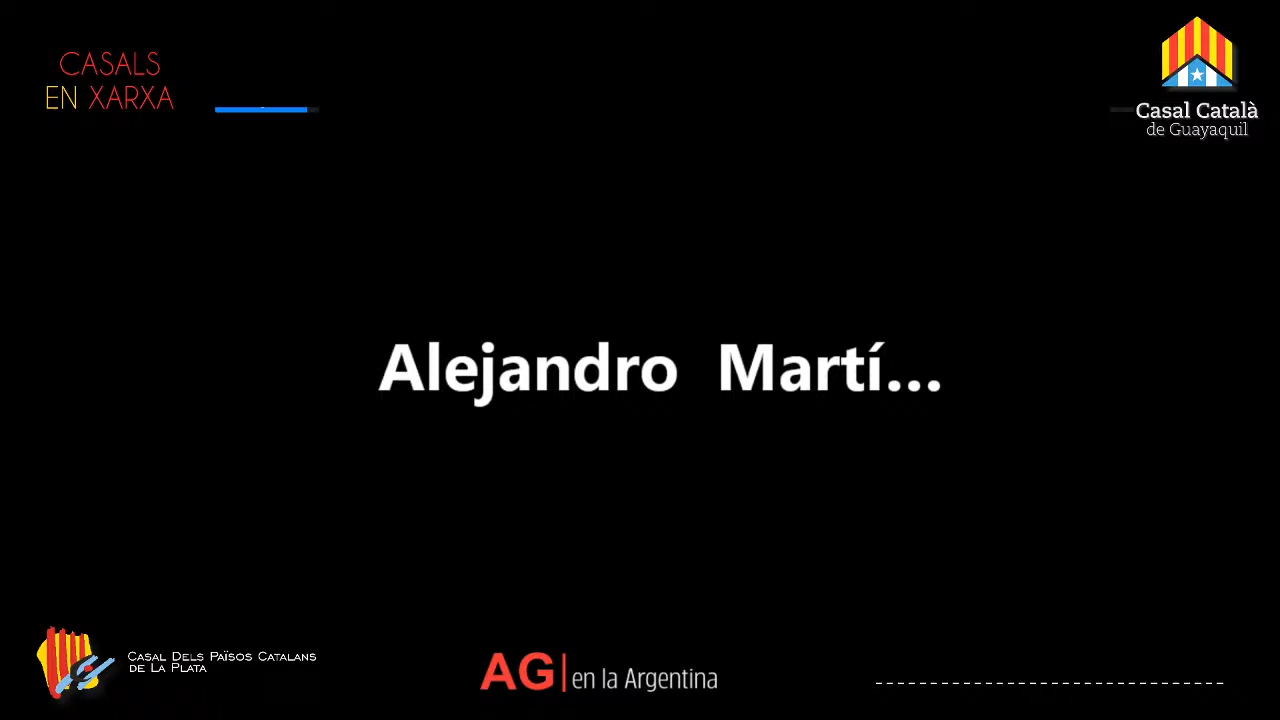 CASALS
EN XARXA
Casal Català
de Guayaquil
Alejandro Martí...
CASAL DELS PAÏSOS CATALANS
DE LA PLATA
AG| en la Argentina